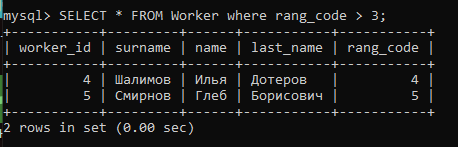 mysql> SELECT * FROM Worker where rang_code > 3;
+-----------+---------+------+-----------+-----------+
| worker_id | surname | name | last_name | rang_code |
+-----------+---------+------+-----------+-----------+
| 4 | Шалимов | Илья | Дотеров | 4 |
| 5 | Смирнов | Глеб | Борисович | 5 |
+-----------+---------+------+-----------+-----------+
2 rows in set (0.00 sec)